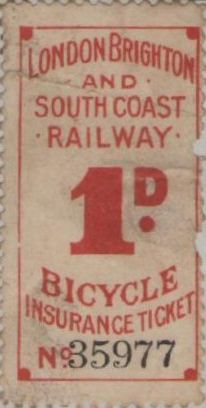 LONDON BRIGHTON
AND
SOUTH COAST
·RAILWAY·
1D.
BICYCLE
INSURANCE TICKET
No 35977